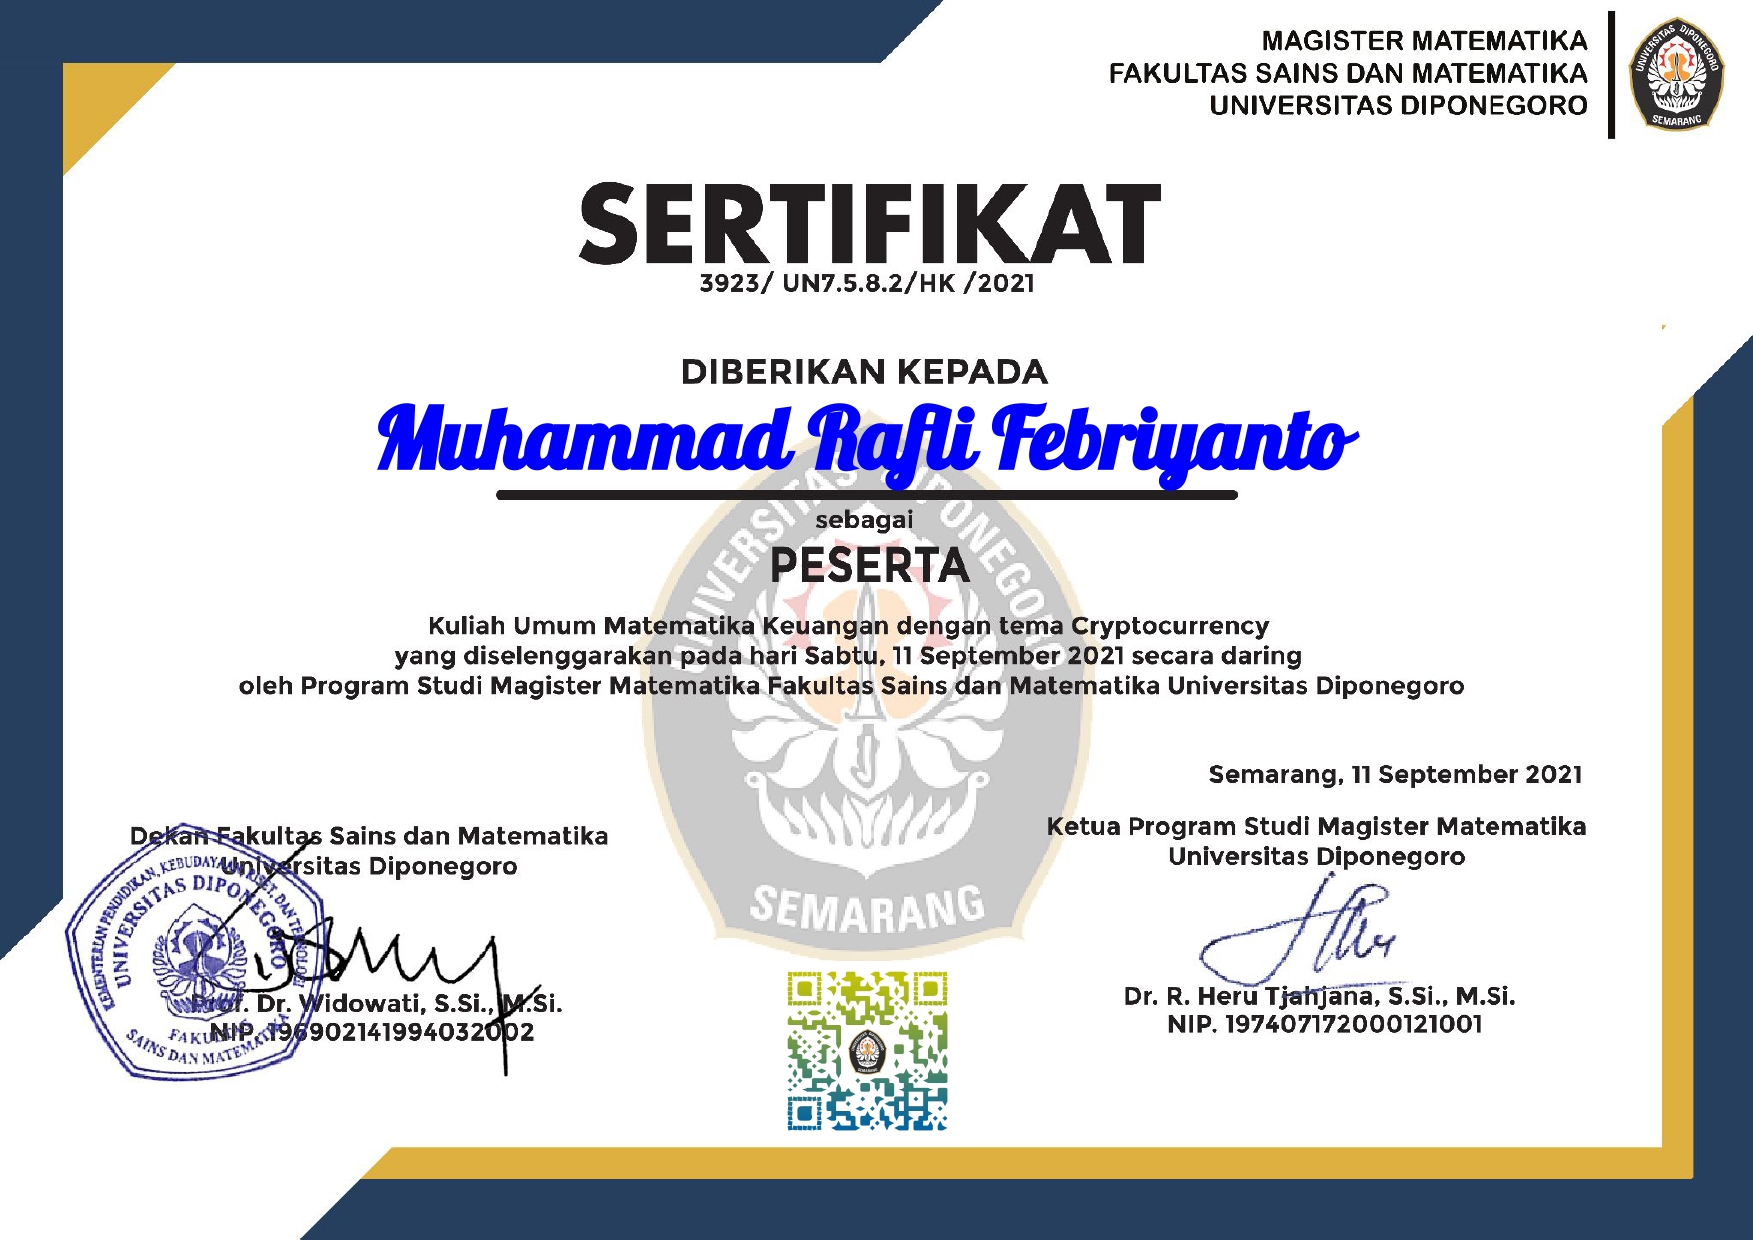 MAGISTER MATEMATIKA
FAKULTAS SAINS DAN MATEMATIKA
UNIVERSITAS DIPONEGORO
UNIVERSITAS DIPONEGORO
SEMARANG
SERTIFIKAT
3923/ UN7.5.8.2/HK /2021
DIBERIKAN KEPADA
Muhammad Rafli Febriyanto
sebagai
PESERTA
Kuliah Umum Matematika Keuangan dengan tema Cryptocurrency
yang diselenggarakan pada hari Sabtu, 11 September 2021 secara daring
oleh Program Studi Magister Matematika Fakultas Sains dan Matematika Universitas Diponegoro
UNIVERSITAS DIPONEGORO
SEMARANG
Semarang, 11 September 2021
Dekan Fakultas Sains dan Matematika
Universitas Diponegoro
KEMENTERIAN PENDIDIKAN, KEBUDAYAAN, RISET, DAN TEKNOLOGI
UNIVERSITAS DIPONEGORO
FAKULTAS
SAINS DAN MATEMATIKA
Prof. Dr. Widowati, S.Si., M.Si.
NIP. 196902141994032002
Ketua Program Studi Magister Matematika
Universitas Diponegoro
Dr. R. Heru Tjahjana, S.Si., M.Si.
NIP. 197407172000121001